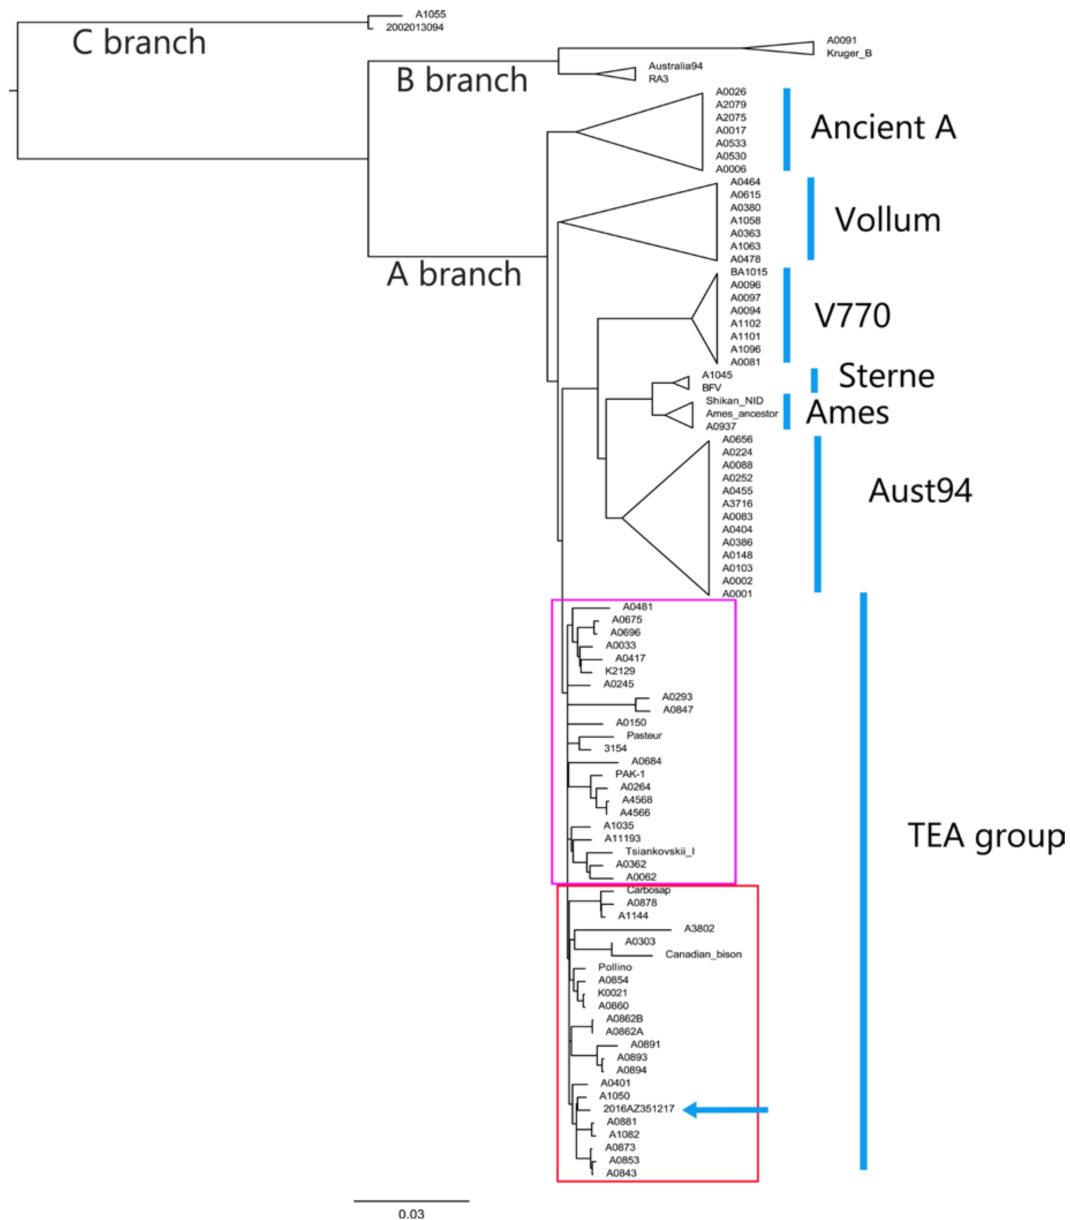 A1055
2002013094
C branch
A0091
Kruger_B
B branch
Australia94
RA3
A0026
A2079
A2075
A0017
A0533
A0530
A0006
Ancient A
A0464
A0615
A0380
A1058
A0363
A1063
A0478
Vollum
A branch
BA1015
A0096
A0097
A0094
A1102
A1101
A1096
A0081
V770
A1045
BFV
Sterne
Shikan_NID
Ames_ancestor
A0937
Ames
A0656
A0224
A0088
A0252
A0455
A3716
A0083
A0404
A0386
A0148
A0103
A0002
A0001
Aust94
A0481
A0675
A0696
A0033
A0417
K2129
A0245
A0293
A0847
A0150
Pasteur
3154
A0684
PAK-1
A0264
A4568
A4566
A1035
A11193
Tsiankovskii_I
A0362
A0062
TEA group
Carbosap
A0878
A1144
A3802
A0303
Canadian_bison
Pollino
A0854
K0021
A0860
A0862B
A0862A
A0891
A0893
A0894
A0401
A1050
2016AZ351217
A0881
A1082
A0873
A0853
A0843
0.03